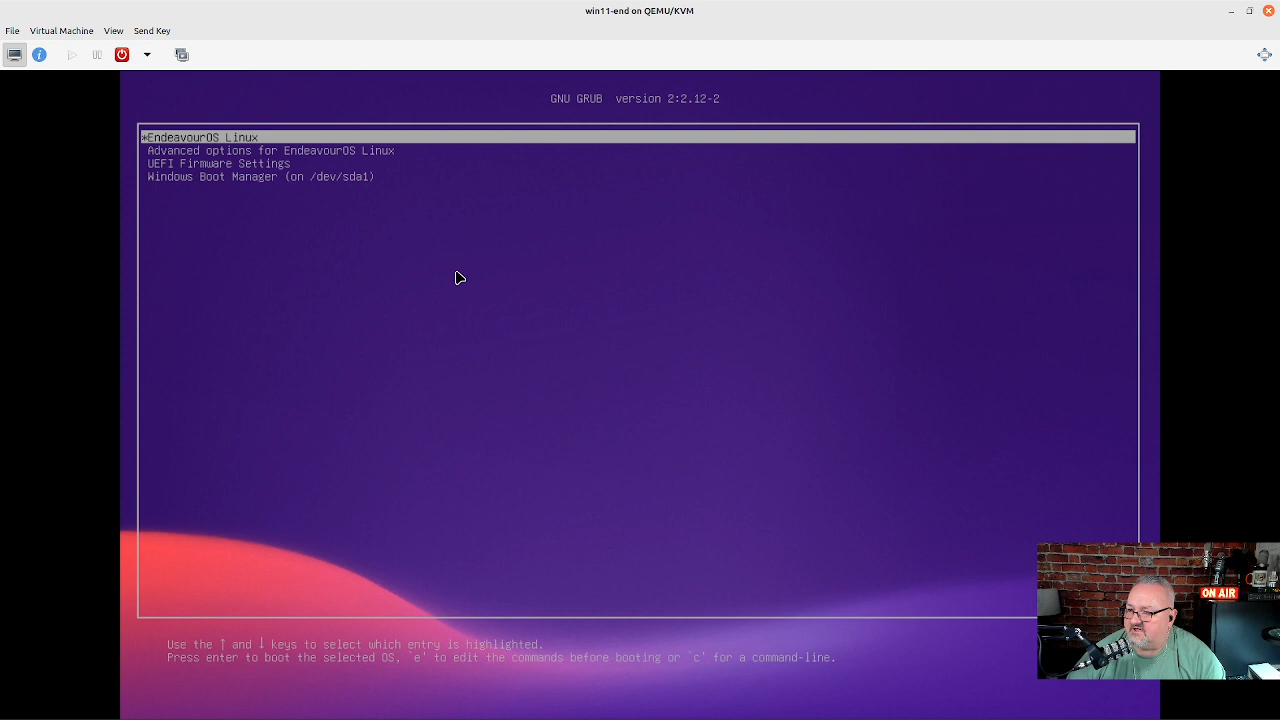 win11-end on QEMU/KVM
File Virtual Machine View Send Key
GNU GRUB version 2:2.12-2
*EndeavourOS Linux
Advanced options for EndeavourOS Linux
UEFI Firmware Settings
Windows Boot Manager (on /dev/sda1)
ON AIR
Use the ↑ and ↓ keys to select which entry is highlighted.
Press enter to boot the selected OS, `e' to edit the commands before booting or `c' for a command-line.